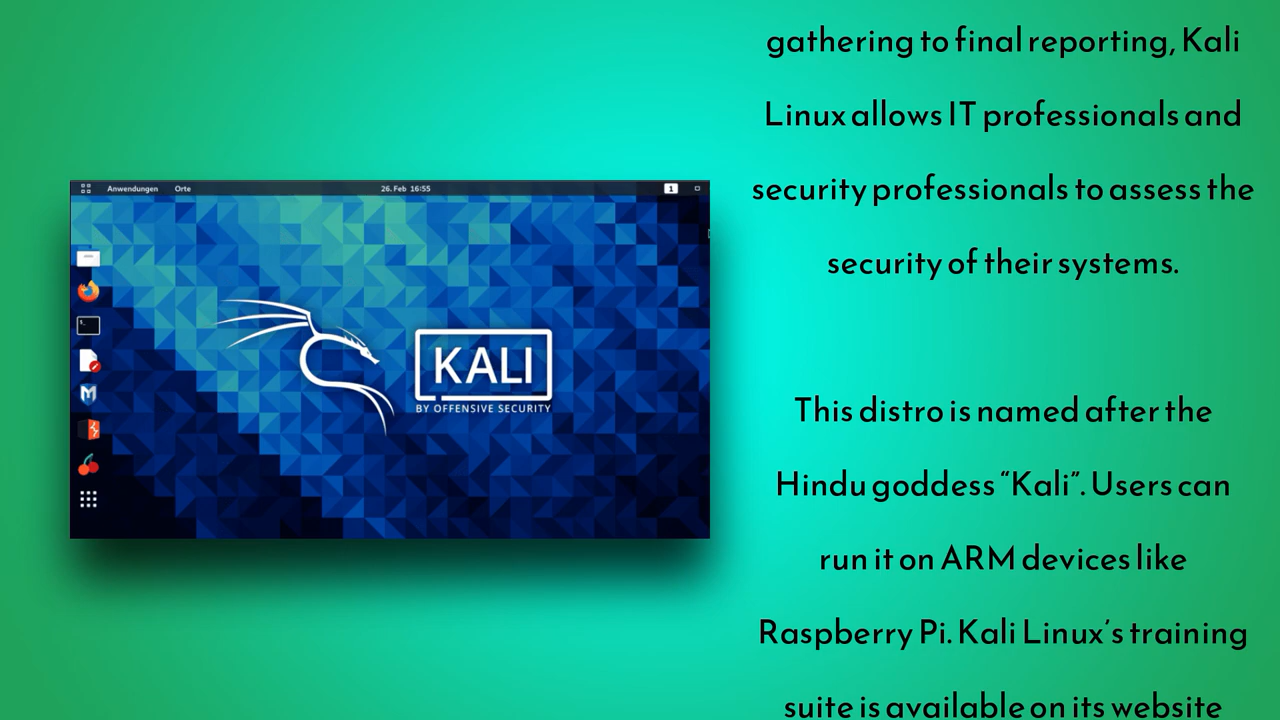 Anwendungen Orte 26. Feb 16:55 1
KALI
BY OFFENSIVE SECURITY
gathering to final reporting, Kali
Linux allows IT professionals and
security professionals to assess the
security of their systems.
This distro is named after the
Hindu goddess “Kali”. Users can
run it on ARM devices like
Raspberry Pi. Kali Linux’s training
suite is available on its website